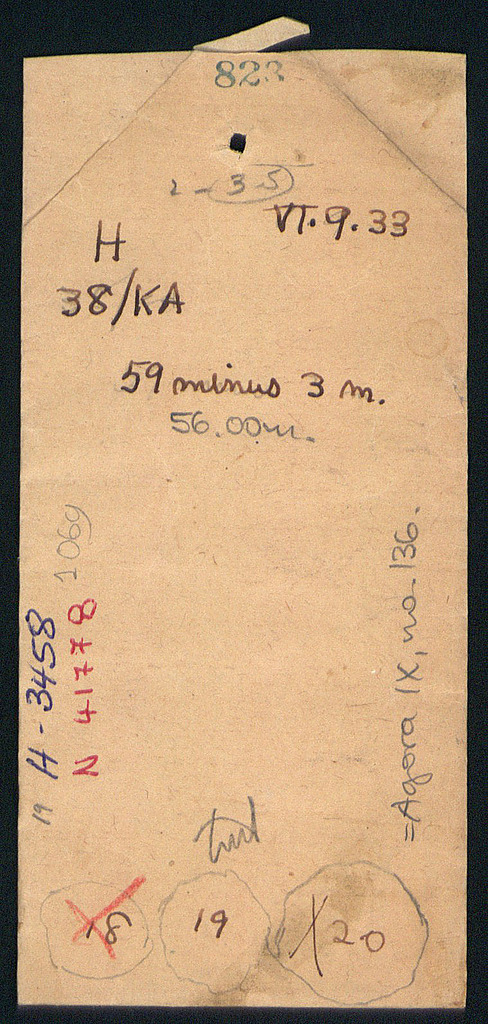 823
2-35
VI.9.33
H
38/KA
59 minus 3 m.
56.00m.
1069
19 H-3458
N 41778
=Agora IX, no. 136.
18
19
X 20